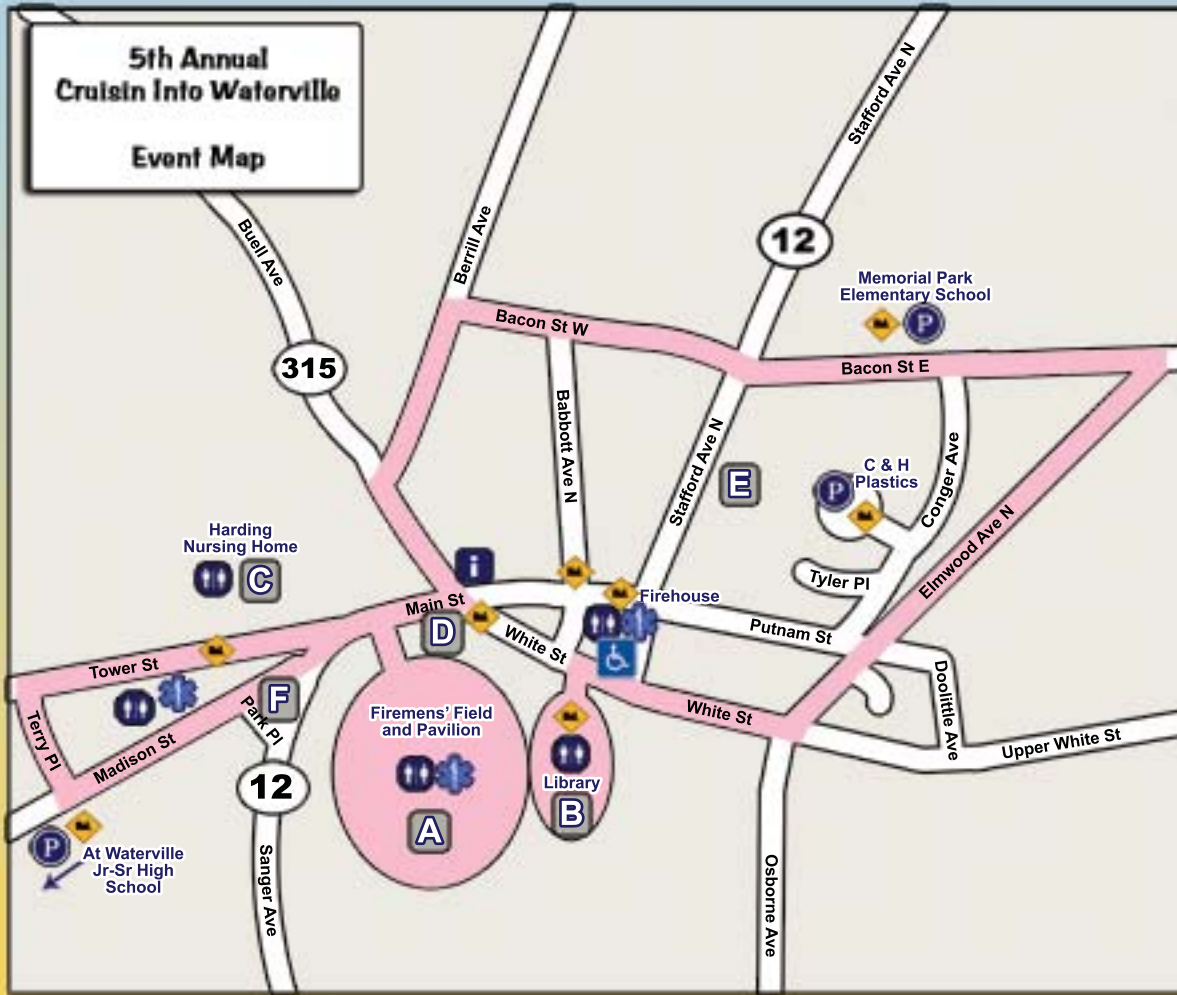 5th Annual
Cruisin Into Waterville
Event Map
Stafford Ave N
Buell Ave
Berrill Ave
12
Memorial Park
Elementary School
P
Bacon St W
315
Bacon St E
Babbott Ave N
Stafford Ave N
E
C & H
Plastics
P
Conger Ave
Elmwood Ave N
Harding
Nursing Home
C
i
Tyler Pl
Main St
Firehouse
D
White St
Putnam St
Tower St
Doolittle Ave
F
Park Pl
Terry Pl
Madison St
Firemens' Field
and Pavilion
White St
Upper White St
12
Library
A
B
P
At Waterville
Jr-Sr High
School
Sanger Ave
Osborne Ave